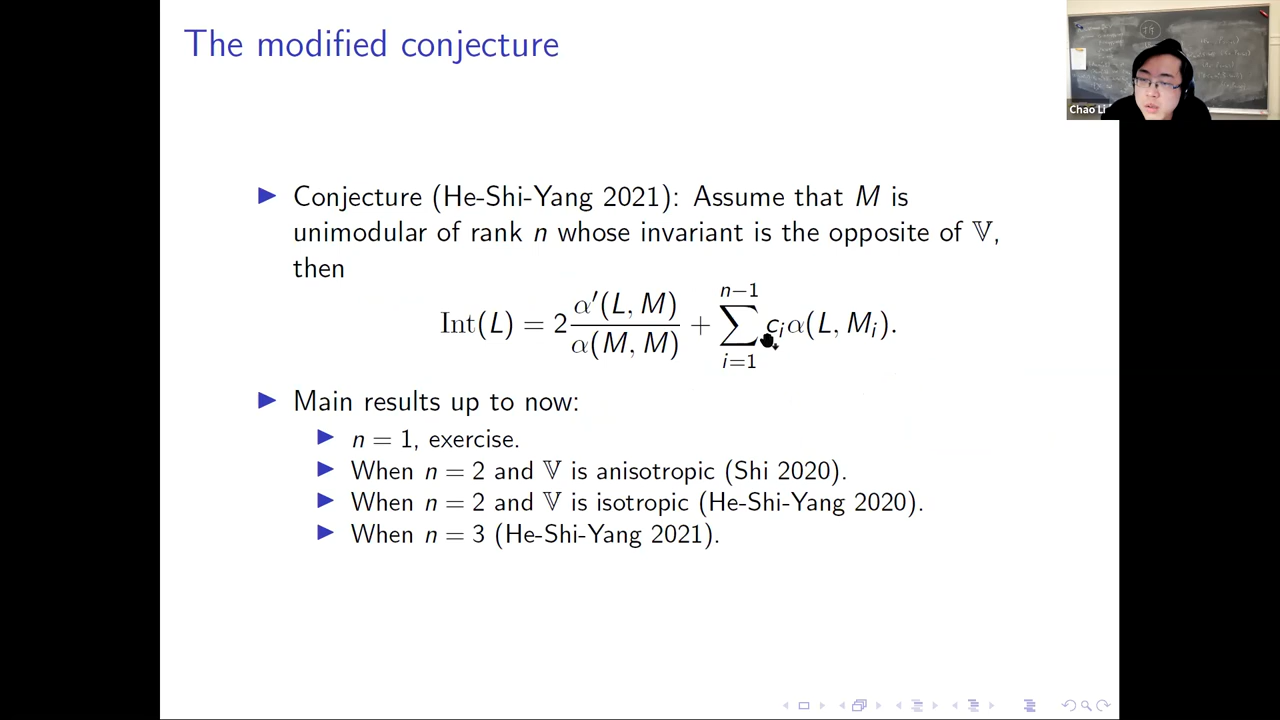 The modified conjecture
Chao Li
▶ Conjecture (He-Shi-Yang 2021): Assume that M is
unimodular of rank n whose invariant is the opposite of 𝕍,
then
Int(L) = 2 α′(L, M) / α(M, M) + ∑_{i=1}^{n−1} c_i α(L, M_i).
▶ Main results up to now:
▶ n = 1, exercise.
▶ When n = 2 and 𝕍 is anisotropic (Shi 2020).
▶ When n = 2 and 𝕍 is isotropic (He-Shi-Yang 2020).
▶ When n = 3 (He-Shi-Yang 2021).